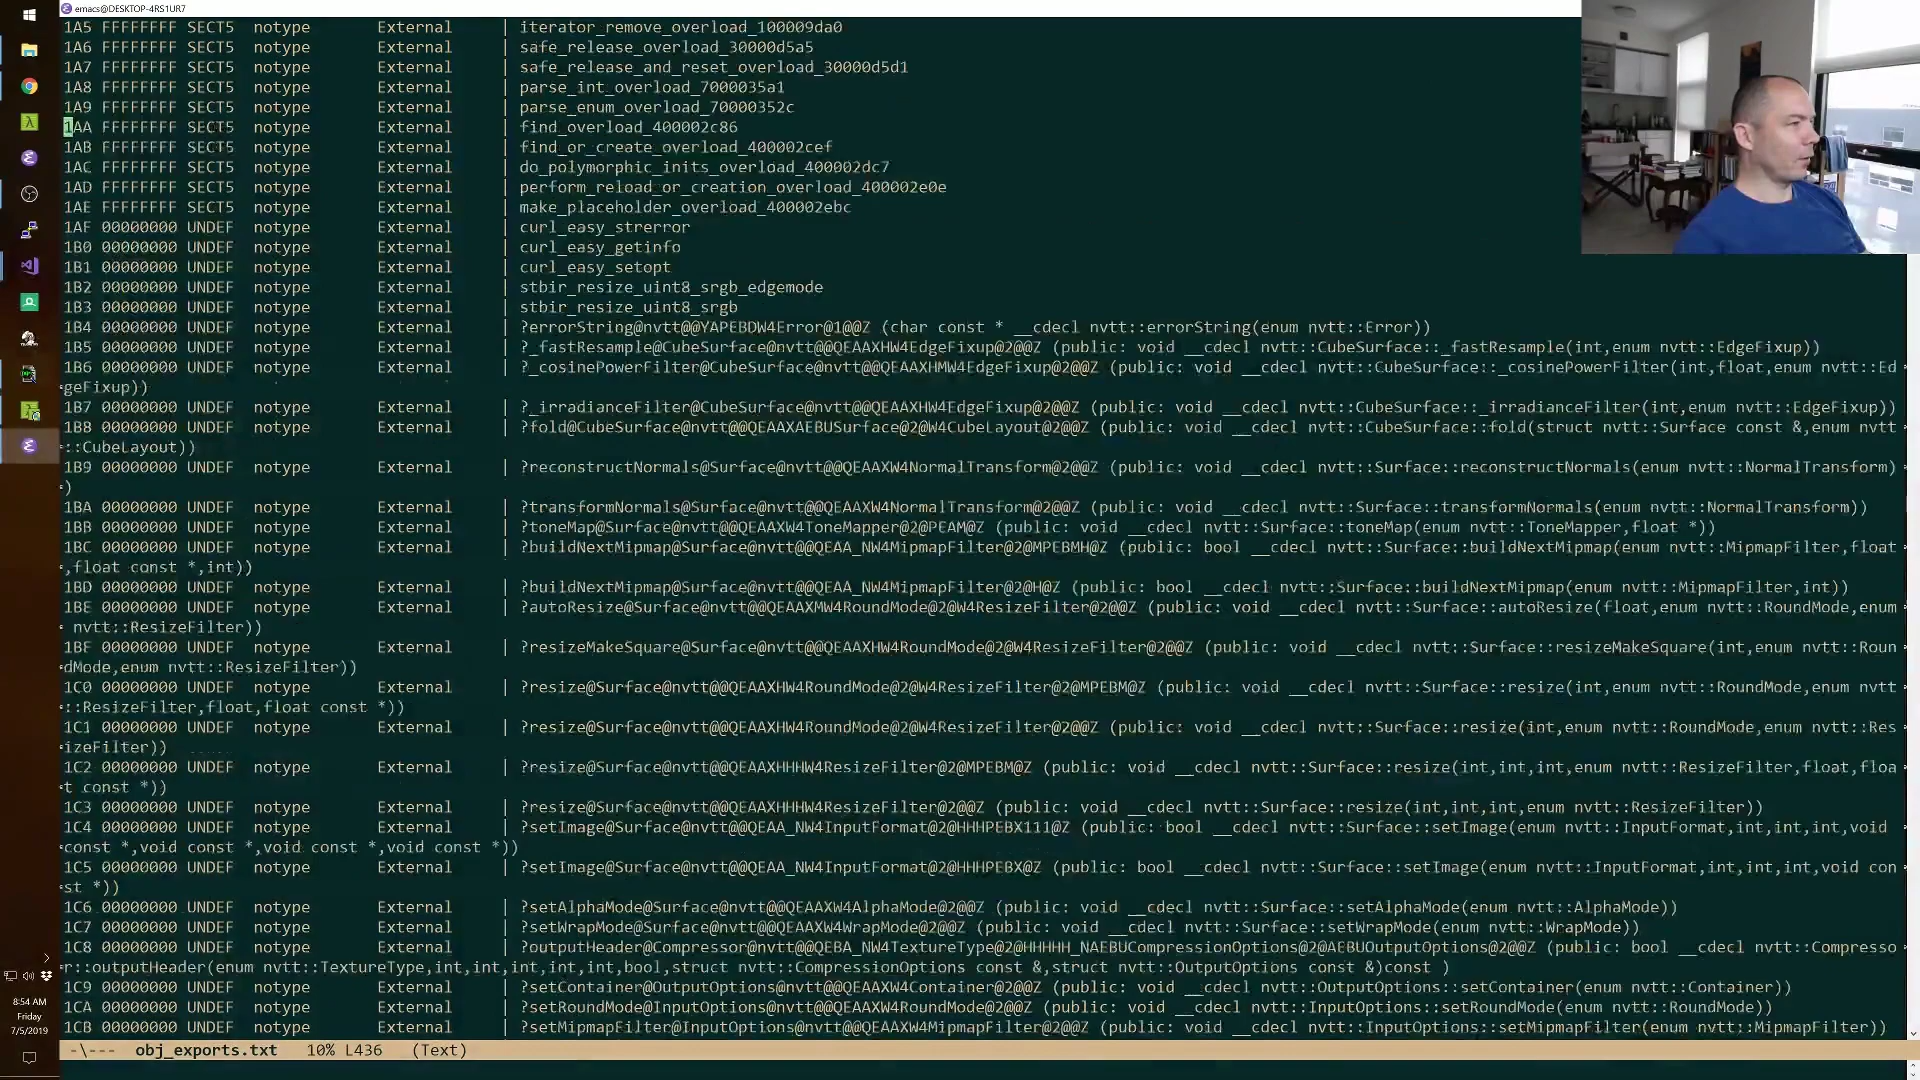 emacs@DESKTOP-4RS1UR7
1A5 FFFFFFFF SECT5  notype       External     | iterator_remove_overload_100009da0
1A6 FFFFFFFF SECT5  notype       External     | safe_release_overload_30000d5a5
1A7 FFFFFFFF SECT5  notype       External     | safe_release_and_reset_overload_30000d5d1
1A8 FFFFFFFF SECT5  notype       External     | parse_int_overload_7000035a1
1A9 FFFFFFFF SECT5  notype       External     | parse_enum_overload_70000352c
1AA FFFFFFFF SECT5  notype       External     | find_overload_400002c86
1AB FFFFFFFF SECT5  notype       External     | find_or_create_overload_400002cef
1AC FFFFFFFF SECT5  notype       External     | do_polymorphic_inits_overload_400002dc7
1AD FFFFFFFF SECT5  notype       External     | perform_reload_or_creation_overload_400002e0e
1AE FFFFFFFF SECT5  notype       External     | make_placeholder_overload_400002ebc
1AF 00000000 UNDEF  notype       External     | curl_easy_strerror
1B0 00000000 UNDEF  notype       External     | curl_easy_getinfo
1B1 00000000 UNDEF  notype       External     | curl_easy_setopt
1B2 00000000 UNDEF  notype       External     | stbir_resize_uint8_srgb_edgemode
1B3 00000000 UNDEF  notype       External     | stbir_resize_uint8_srgb
1B4 00000000 UNDEF  notype       External     | ?errorString@nvtt@@YAPEBDW4Error@1@@Z (char const * __cdecl nvtt::errorString(enum nvtt::Error))
1B5 00000000 UNDEF  notype       External     | ?_fastResample@CubeSurface@nvtt@@QEAAXHW4EdgeFixup@2@@Z (public: void __cdecl nvtt::CubeSurface::_fastResample(int,enum nvtt::EdgeFixup))
1B6 00000000 UNDEF  notype       External     | ?_cosinePowerFilter@CubeSurface@nvtt@@QEAAXHMW4EdgeFixup@2@@Z (public: void __cdecl nvtt::CubeSurface::_cosinePowerFilter(int,float,enum nvtt::Ed
geFixup))
1B7 00000000 UNDEF  notype       External     | ?_irradianceFilter@CubeSurface@nvtt@@QEAAXHW4EdgeFixup@2@@Z (public: void __cdecl nvtt::CubeSurface::_irradianceFilter(int,enum nvtt::EdgeFixup))
1B8 00000000 UNDEF  notype       External     | ?fold@CubeSurface@nvtt@@QEAAXAEBUSurface@2@W4CubeLayout@2@@Z (public: void __cdecl nvtt::CubeSurface::fold(struct nvtt::Surface const &,enum nvtt
::CubeLayout))
1B9 00000000 UNDEF  notype       External     | ?reconstructNormals@Surface@nvtt@@QEAAXW4NormalTransform@2@@Z (public: void __cdecl nvtt::Surface::reconstructNormals(enum nvtt::NormalTransform)
)
1BA 00000000 UNDEF  notype       External     | ?transformNormals@Surface@nvtt@@QEAAXW4NormalTransform@2@@Z (public: void __cdecl nvtt::Surface::transformNormals(enum nvtt::NormalTransform))
1BB 00000000 UNDEF  notype       External     | ?toneMap@Surface@nvtt@@QEAAXW4ToneMapper@2@PEAM@Z (public: void __cdecl nvtt::Surface::toneMap(enum nvtt::ToneMapper,float *))
1BC 00000000 UNDEF  notype       External     | ?buildNextMipmap@Surface@nvtt@@QEAA_NW4MipmapFilter@2@MPEBMH@Z (public: bool __cdecl nvtt::Surface::buildNextMipmap(enum nvtt::MipmapFilter,float
,float const *,int))
1BD 00000000 UNDEF  notype       External     | ?buildNextMipmap@Surface@nvtt@@QEAA_NW4MipmapFilter@2@H@Z (public: bool __cdecl nvtt::Surface::buildNextMipmap(enum nvtt::MipmapFilter,int))
1BE 00000000 UNDEF  notype       External     | ?autoResize@Surface@nvtt@@QEAAXMW4RoundMode@2@W4ResizeFilter@2@@Z (public: void __cdecl nvtt::Surface::autoResize(float,enum nvtt::RoundMode,enum
 nvtt::ResizeFilter))
1BF 00000000 UNDEF  notype       External     | ?resizeMakeSquare@Surface@nvtt@@QEAAXHW4RoundMode@2@W4ResizeFilter@2@@Z (public: void __cdecl nvtt::Surface::resizeMakeSquare(int,enum nvtt::Roun
dMode,enum nvtt::ResizeFilter))
1C0 00000000 UNDEF  notype       External     | ?resize@Surface@nvtt@@QEAAXHW4RoundMode@2@W4ResizeFilter@2@MPEBM@Z (public: void __cdecl nvtt::Surface::resize(int,enum nvtt::RoundMode,enum nvtt
::ResizeFilter,float,float const *))
1C1 00000000 UNDEF  notype       External     | ?resize@Surface@nvtt@@QEAAXHW4RoundMode@2@W4ResizeFilter@2@@Z (public: void __cdecl nvtt::Surface::resize(int,enum nvtt::RoundMode,enum nvtt::Res
izeFilter))
1C2 00000000 UNDEF  notype       External     | ?resize@Surface@nvtt@@QEAAXHHHW4ResizeFilter@2@MPEBM@Z (public: void __cdecl nvtt::Surface::resize(int,int,int,enum nvtt::ResizeFilter,float,floa
t const *))
1C3 00000000 UNDEF  notype       External     | ?resize@Surface@nvtt@@QEAAXHHHW4ResizeFilter@2@@Z (public: void __cdecl nvtt::Surface::resize(int,int,int,enum nvtt::ResizeFilter))
1C4 00000000 UNDEF  notype       External     | ?setImage@Surface@nvtt@@QEAA_NW4InputFormat@2@HHHPEBX111@Z (public: bool __cdecl nvtt::Surface::setImage(enum nvtt::InputFormat,int,int,int,void
const *,void const *,void const *,void const *))
1C5 00000000 UNDEF  notype       External     | ?setImage@Surface@nvtt@@QEAA_NW4InputFormat@2@HHHPEBX@Z (public: bool __cdecl nvtt::Surface::setImage(enum nvtt::InputFormat,int,int,int,void con
st *))
1C6 00000000 UNDEF  notype       External     | ?setAlphaMode@Surface@nvtt@@QEAAXW4AlphaMode@2@@Z (public: void __cdecl nvtt::Surface::setAlphaMode(enum nvtt::AlphaMode))
1C7 00000000 UNDEF  notype       External     | ?setWrapMode@Surface@nvtt@@QEAAXW4WrapMode@2@@Z (public: void __cdecl nvtt::Surface::setWrapMode(enum nvtt::WrapMode))
1C8 00000000 UNDEF  notype       External     | ?outputHeader@Compressor@nvtt@@QEBA_NW4TextureType@2@HHHHH_NAEBUCompressionOptions@2@AEBUOutputOptions@2@@Z (public: bool __cdecl nvtt::Compresso
r::outputHeader(enum nvtt::TextureType,int,int,int,int,int,bool,struct nvtt::CompressionOptions const &,struct nvtt::OutputOptions const &)const )
1C9 00000000 UNDEF  notype       External     | ?setContainer@OutputOptions@nvtt@@QEAAXW4Container@2@@Z (public: void __cdecl nvtt::OutputOptions::setContainer(enum nvtt::Container))
1CA 00000000 UNDEF  notype       External     | ?setRoundMode@InputOptions@nvtt@@QEAAXW4RoundMode@2@@Z (public: void __cdecl nvtt::InputOptions::setRoundMode(enum nvtt::RoundMode))
1CB 00000000 UNDEF  notype       External     | ?setMipmapFilter@InputOptions@nvtt@@QEAAXW4MipmapFilter@2@@Z (public: void __cdecl nvtt::InputOptions::setMipmapFilter(enum nvtt::MipmapFilter))
-\---  obj_exports.txt   10% L436   (Text)
8:54 AM
Friday
7/5/2019